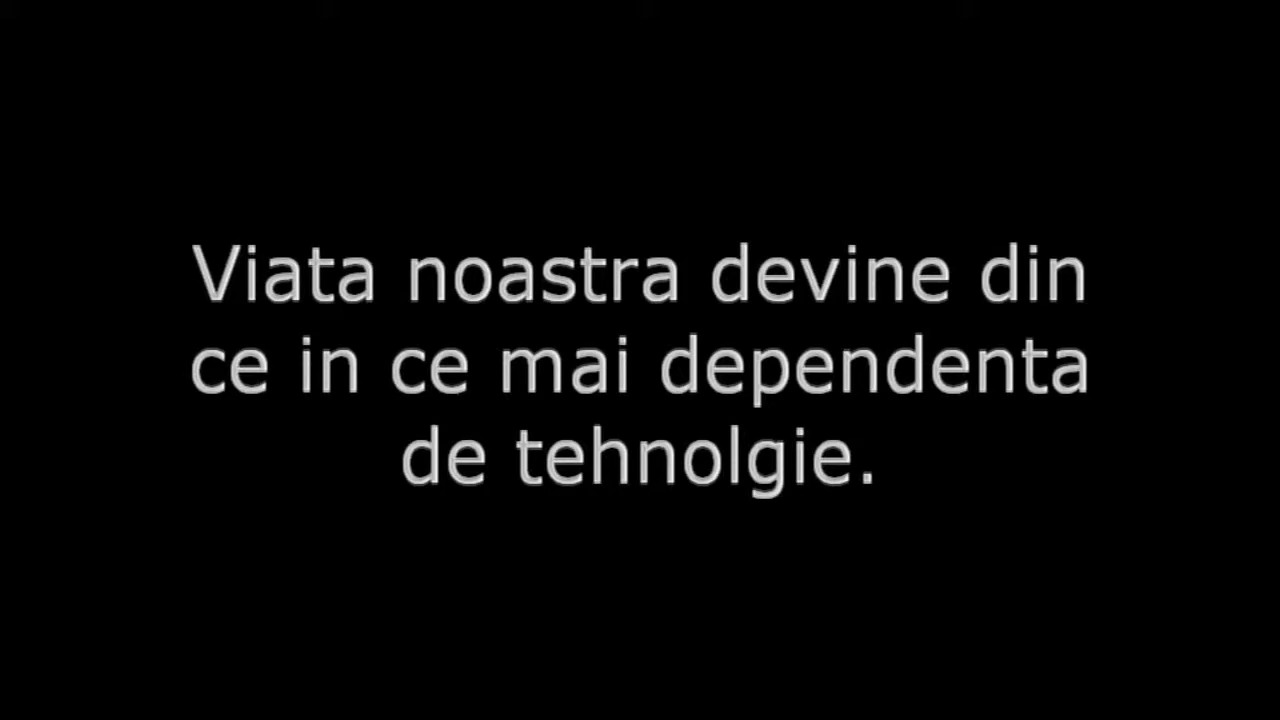 Viata noastra devine din
ce in ce mai dependenta
de tehnolgie.